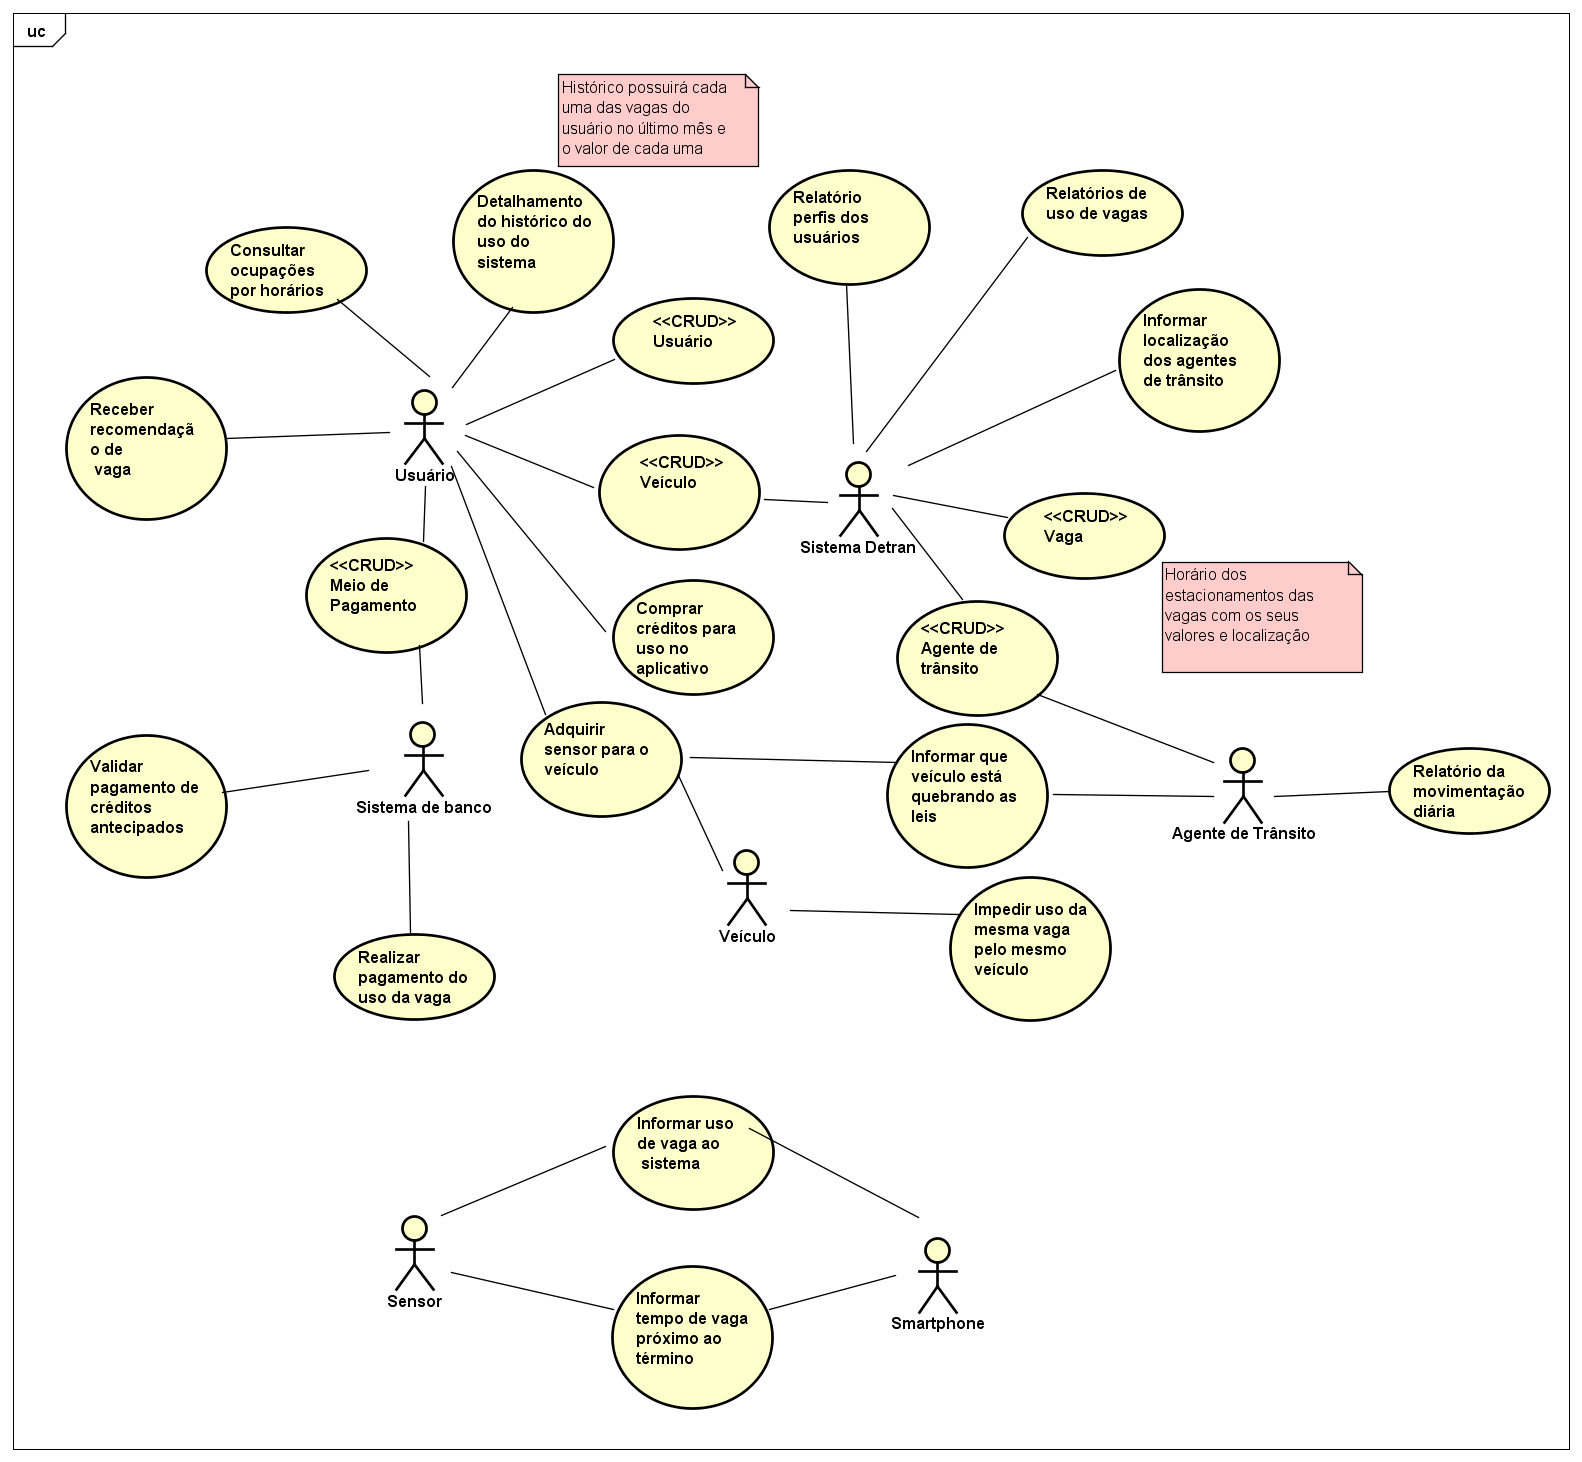 uc
Histórico possuirá cada
uma das vagas do
usuário no último mês e
o valor de cada uma
Detalhamento
do histórico do
uso do
sistema
Relatório
perfis dos
usuários
Relatórios de
uso de vagas
Consultar
ocupações
por horários
<<CRUD>>
Usuário
Informar
localização
dos agentes
de trânsito
Receber
recomendaçã
o de
vaga
Usuário
<<CRUD>>
Veículo
Sistema Detran
<<CRUD>>
Vaga
<<CRUD>>
Meio de
Pagamento
Horário dos
estacionamentos das
vagas com os seus
valores e localização
Comprar
créditos para
uso no
aplicativo
<<CRUD>>
Agente de
trânsito
Adquirir
sensor para o
veículo
Informar que
veículo está
quebrando as
leis
Validar
pagamento de
créditos
antecipados
Sistema de banco
Agente de Trânsito
Relatório da
movimentação
diária
Veículo
Impedir uso da
mesma vaga
pelo mesmo
veículo
Realizar
pagamento do
uso da vaga
Informar uso
de vaga ao
sistema
Sensor
Informar
tempo de vaga
próximo ao
término
Smartphone